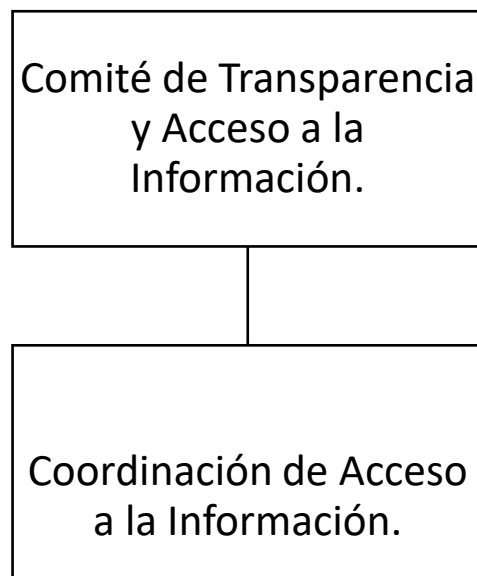 Comité de Transparencia
y Acceso a la
Información.
Coordinación de Acceso
a la Información.